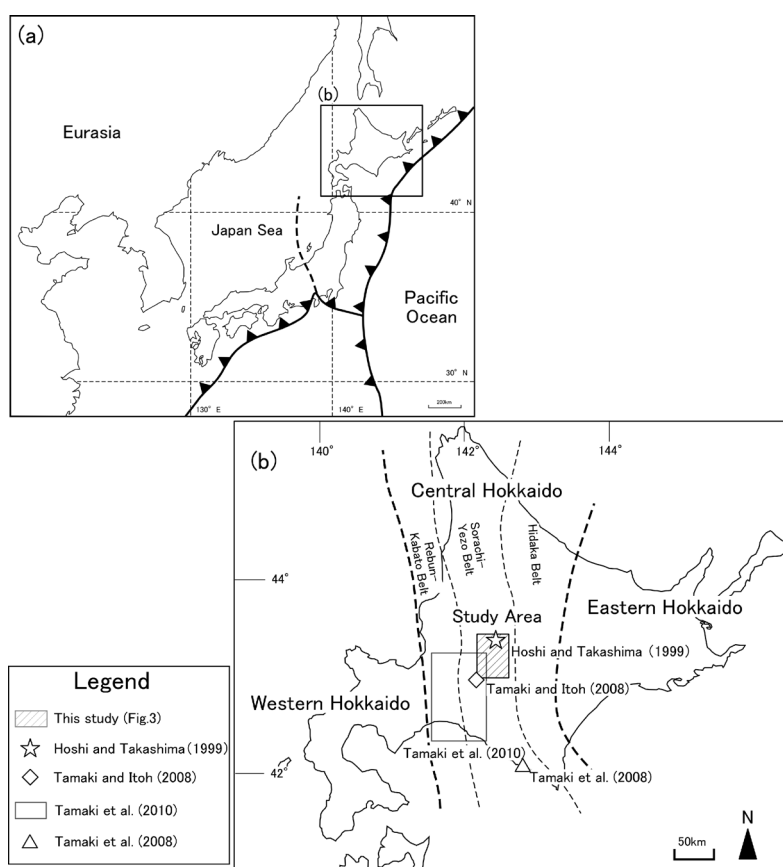 (a)
(b)
Eurasia
40° N
Japan Sea
Pacific
Ocean
30° N
130° E
140° E
200km
(b)
140°
142°
144°
Central Hokkaido
Rebun-
Kabato Belt
Sorachi-
Yezo Belt
Hidaka Belt
44°
Study Area
Eastern Hokkaido
Hoshi and Takashima (1999)
Tamaki and Itoh (2008)
Western Hokkaido
Tamaki et al. (2010)
Tamaki et al. (2008)
42°
N
50km
Legend
This study (Fig.3)
Hoshi and Takashima (1999)
Tamaki and Itoh (2008)
Tamaki et al. (2010)
Tamaki et al. (2008)